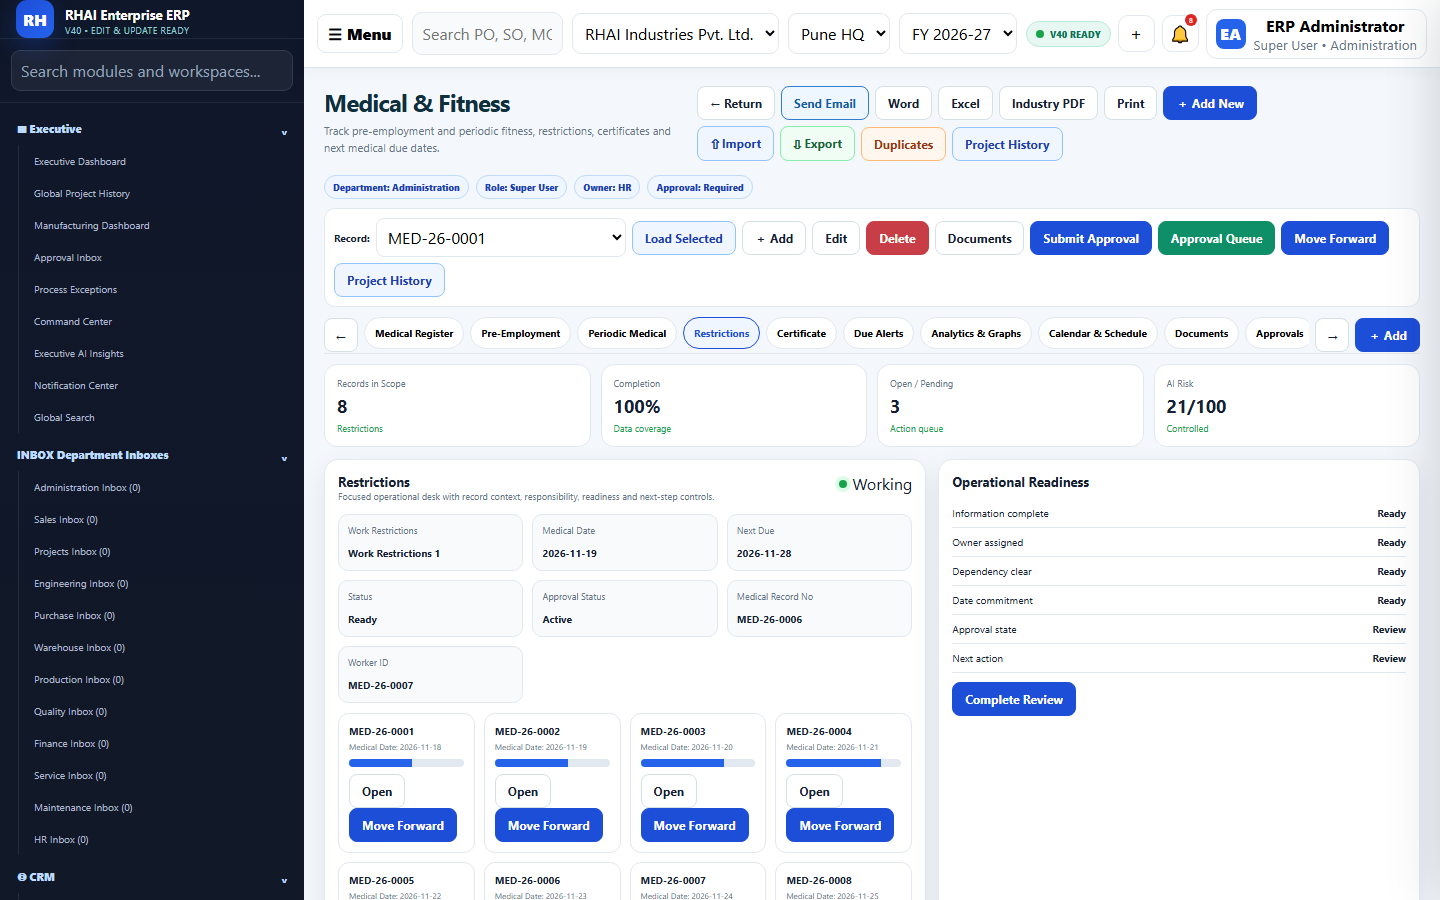 RH
RHAI Enterprise ERP
V40 • EDIT & UPDATE READY
Search modules and workspaces...
Executive
Executive Dashboard
Global Project History
Manufacturing Dashboard
Approval Inbox
Process Exceptions
Command Center
Executive AI Insights
Notification Center
Global Search
INBOX Department Inboxes
Administration Inbox (0)
Sales Inbox (0)
Projects Inbox (0)
Engineering Inbox (0)
Purchase Inbox (0)
Warehouse Inbox (0)
Production Inbox (0)
Quality Inbox (0)
Finance Inbox (0)
Service Inbox (0)
Maintenance Inbox (0)
HR Inbox (0)
CRM
☰ Menu
Search PO, SO, MO
RHAI Industries Pvt. Ltd.
Pune HQ
FY 2026-27
V40 READY
+
8
EA
ERP Administrator
Super User • Administration
Medical & Fitness
Track pre-employment and periodic fitness, restrictions, certificates and
next medical due dates.
← Return
Send Email
Word
Excel
Industry PDF
Print
+ Add New
⇧ Import
⇩ Export
Duplicates
Project History
Department: Administration
Role: Super User
Owner: HR
Approval: Required
Record:
MED-26-0001
Load Selected
+ Add
Edit
Delete
Documents
Submit Approval
Approval Queue
Move Forward
Project History
←
Medical Register
Pre-Employment
Periodic Medical
Restrictions
Certificate
Due Alerts
Analytics & Graphs
Calendar & Schedule
Documents
Approvals
→
+ Add
Records in Scope
8
Restrictions
Completion
100%
Data coverage
Open / Pending
3
Action queue
AI Risk
21/100
Controlled
Restrictions
Focused operational desk with record context, responsibility, readiness and next-step controls.
Working
Work Restrictions
Work Restrictions 1
Medical Date
2026-11-19
Next Due
2026-11-28
Status
Ready
Approval Status
Active
Medical Record No
MED-26-0006
Worker ID
MED-26-0007
MED-26-0001
Medical Date: 2026-11-18
Open
Move Forward
MED-26-0002
Medical Date: 2026-11-19
Open
Move Forward
MED-26-0003
Medical Date: 2026-11-20
Open
Move Forward
MED-26-0004
Medical Date: 2026-11-21
Open
Move Forward
MED-26-0005
Medical Date: 2026-11-22
MED-26-0006
Medical Date: 2026-11-23
MED-26-0007
Medical Date: 2026-11-24
MED-26-0008
Medical Date: 2026-11-25
Operational Readiness
Information complete Ready
Owner assigned Ready
Dependency clear Ready
Date commitment Ready
Approval state Review
Next action Review
Complete Review